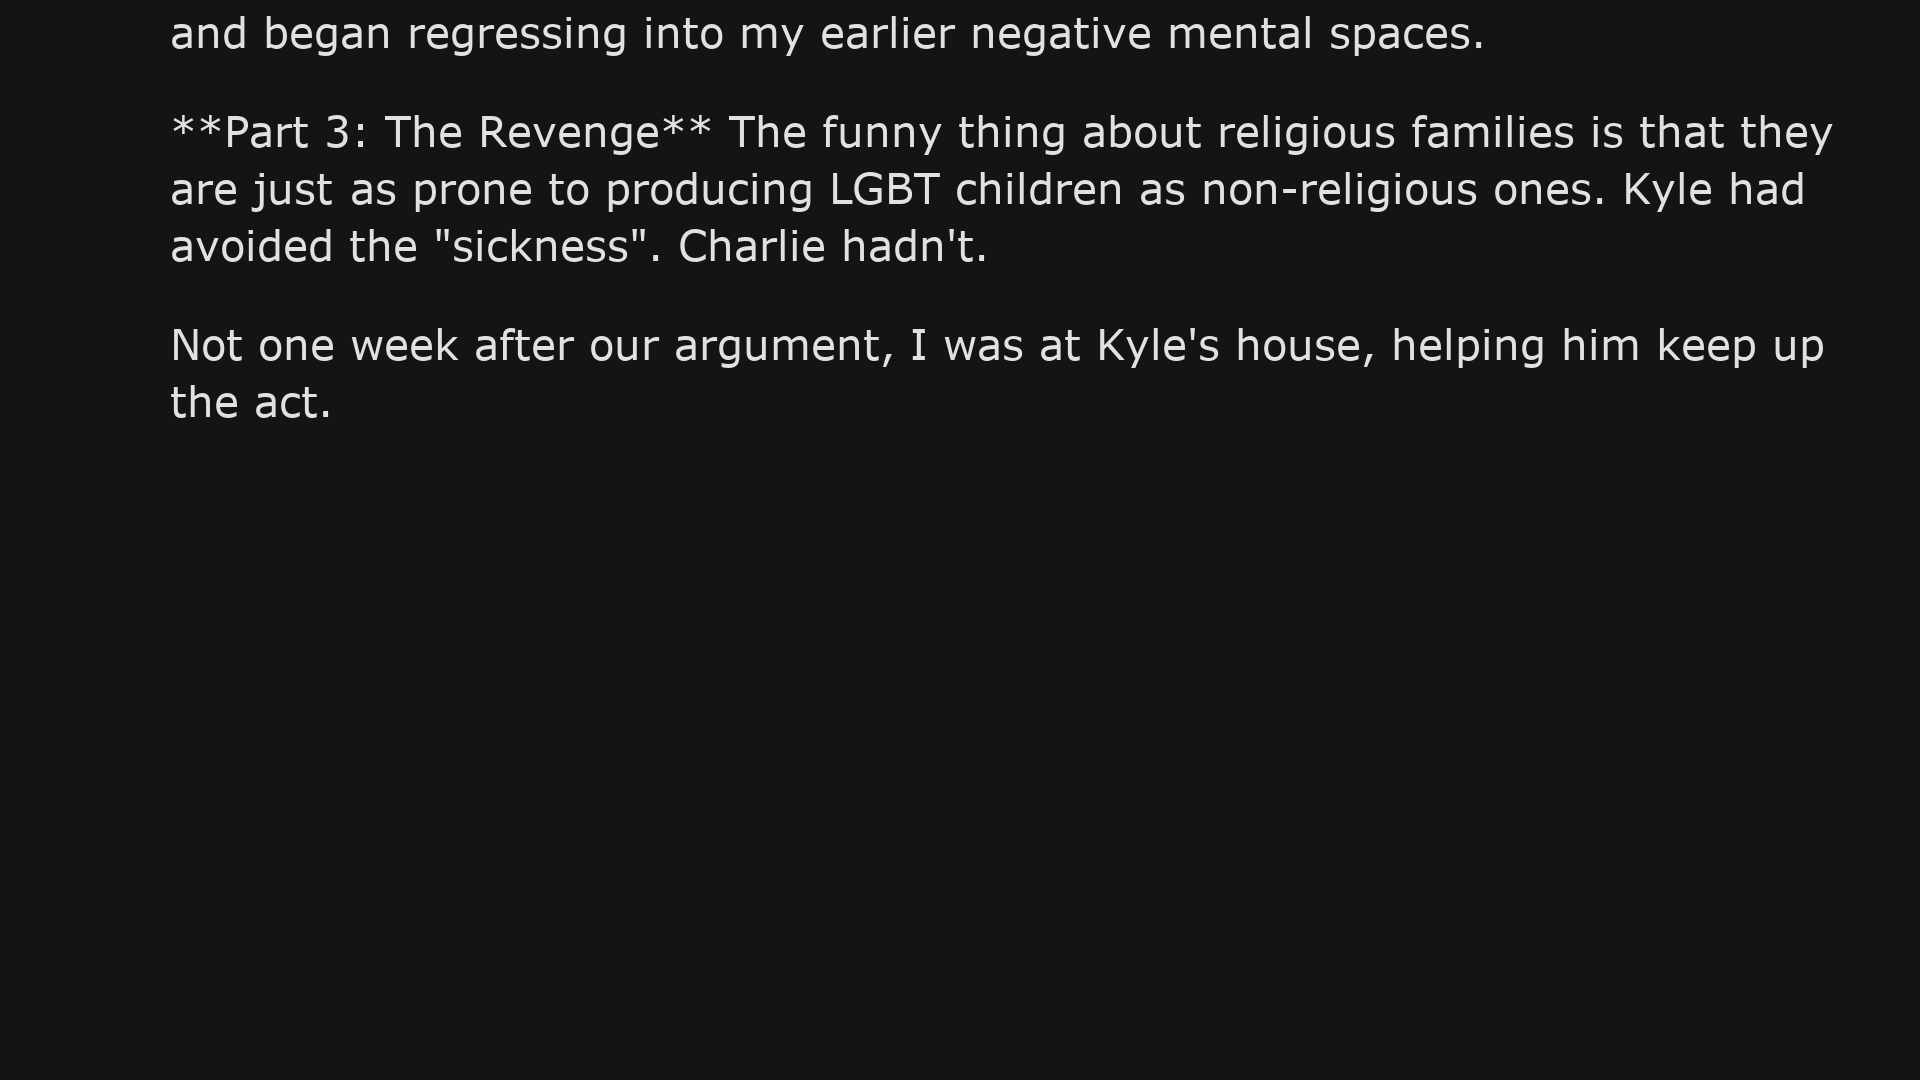 and began regressing into my earlier negative mental spaces.
**Part 3: The Revenge** The funny thing about religious families is that they
are just as prone to producing LGBT children as non-religious ones. Kyle had
avoided the "sickness". Charlie hadn't.
Not one week after our argument, I was at Kyle's house, helping him keep up
the act.